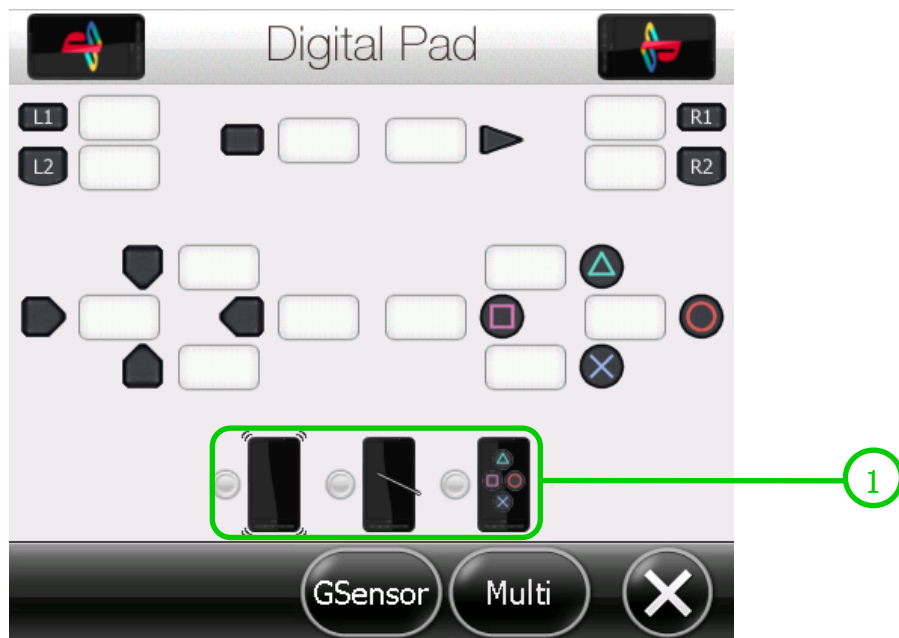 Digital Pad
L1
R1
L2
R2
1
GSensor
Multi